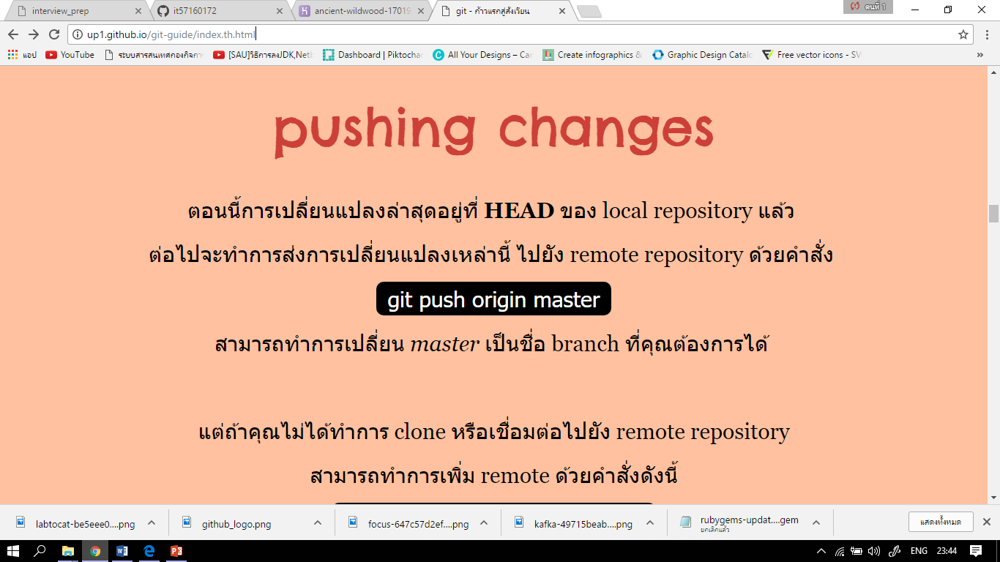 interview_prep
it57160172
ancient-wildwood-17019
git - ก้าวแรกสู่สังเวียน
คนที่ 1
up1.github.io/git-guide/index.th.html
แอป
YouTube
ระบบสารสนเทศกองกิจการ
[SAU]วิธีการลงJDK,Netb
Dashboard | Piktochar
All Your Designs – Can
Create infographics &
Graphic Design Catalo
Free vector icons - SV
»
pushing changes
ตอนนี้การเปลี่ยนแปลงล่าสุดอยู่ที่ HEAD ของ local repository แล้ว
ต่อไปจะทำการส่งการเปลี่ยนแปลงเหล่านี้ ไปยัง remote repository ด้วยคำสั่ง
git push origin master
สามารถทำการเปลี่ยน master เป็นชื่อ branch ที่คุณต้องการได้
แต่ถ้าคุณไม่ได้ทำการ clone หรือเชื่อมต่อไปยัง remote repository
สามารถทำการเพิ่ม remote ด้วยคำสั่งดังนี้
labtocat-be5eee0....png
github_logo.png
focus-647c57d2ef....png
kafka-49715beab....png
rubygems-updat....gem
ยกเลิกแล้ว
แสดงทั้งหมด
ENG
23:44